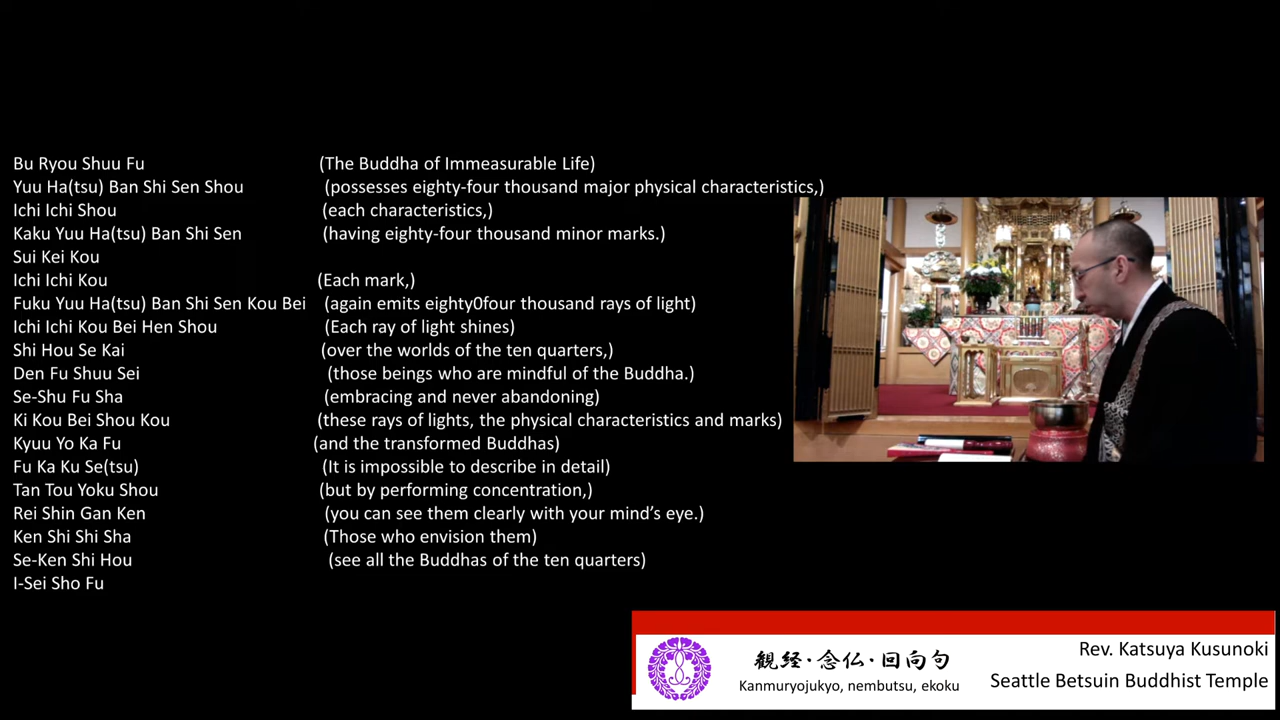 Bu Ryou Shuu Fu (The Buddha of Immeasurable Life)
Yuu Ha(tsu) Ban Shi Sen Shou (possesses eighty-four thousand major physical characteristics,)
Ichi Ichi Shou (each characteristics,)
Kaku Yuu Ha(tsu) Ban Shi Sen (having eighty-four thousand minor marks.)
Sui Kei Kou
Ichi Ichi Kou (Each mark,)
Fuku Yuu Ha(tsu) Ban Shi Sen Kou Bei (again emits eighty0four thousand rays of light)
Ichi Ichi Kou Bei Hen Shou (Each ray of light shines)
Shi Hou Se Kai (over the worlds of the ten quarters,)
Den Fu Shuu Sei (those beings who are mindful of the Buddha.)
Se-Shu Fu Sha (embracing and never abandoning)
Ki Kou Bei Shou Kou (these rays of lights, the physical characteristics and marks)
Kyuu Yo Ka Fu (and the transformed Buddhas)
Fu Ka Ku Se(tsu) (It is impossible to describe in detail)
Tan Tou Yoku Shou (but by performing concentration,)
Rei Shin Gan Ken (you can see them clearly with your mind’s eye.)
Ken Shi Shi Sha (Those who envision them)
Se-Ken Shi Hou (see all the Buddhas of the ten quarters)
I-Sei Sho Fu
観経・念仏・回向句
Kanmuryojukyo, nembutsu, ekoku
Rev. Katsuya Kusunoki
Seattle Betsuin Buddhist Temple